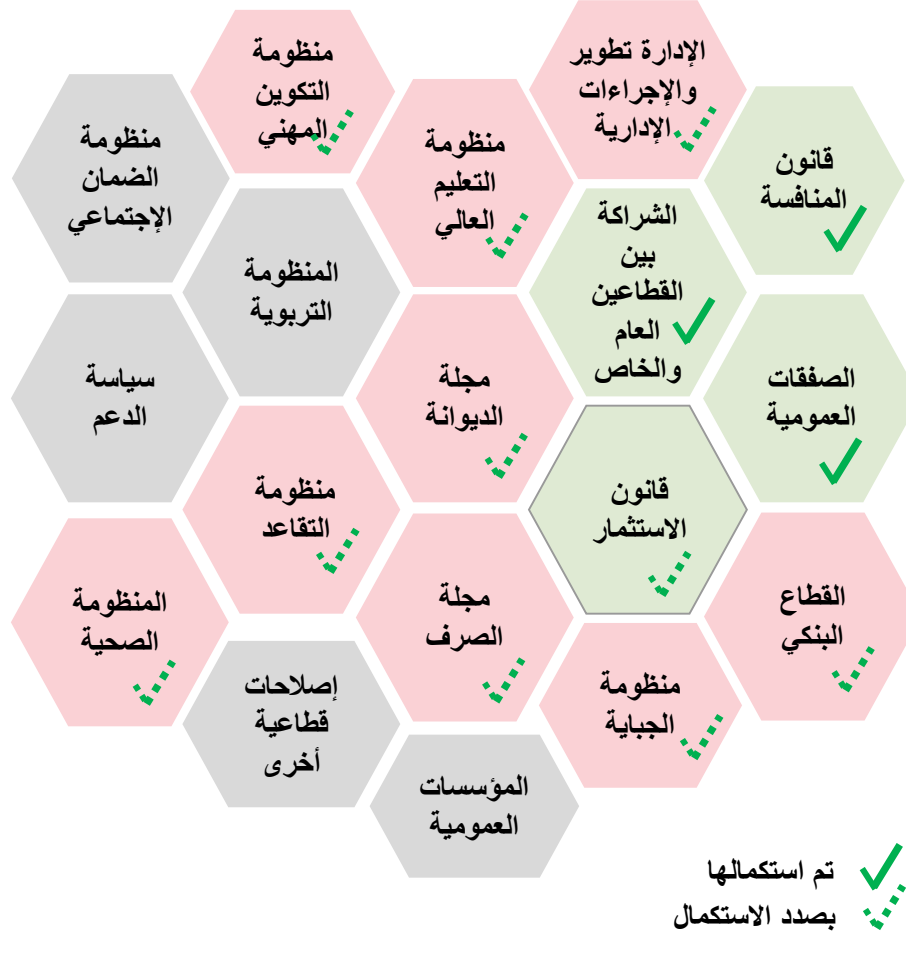 الإدارة تطوير
والإجراءات
الإدارية
منظومة
التكوين
المهني
قانون
المنافسة
منظومة
التعليم
العالي
منظومة
الضمان
الإجتماعي
الشراكة
بين
القطاعين
العام
والخاص
المنظومة
التربوية
الصفقات
العمومية
مجلة
الديوانة
سياسة
الدعم
قانون
الاستثمار
منظومة
التقاعد
القطاع
البنكي
مجلة
الصرف
المنظومة
الصحية
منظومة
الجباية
إصلاحات
قطاعية
أخرى
المؤسسات
العمومية
تم استكمالها
بصدد الاستكمال